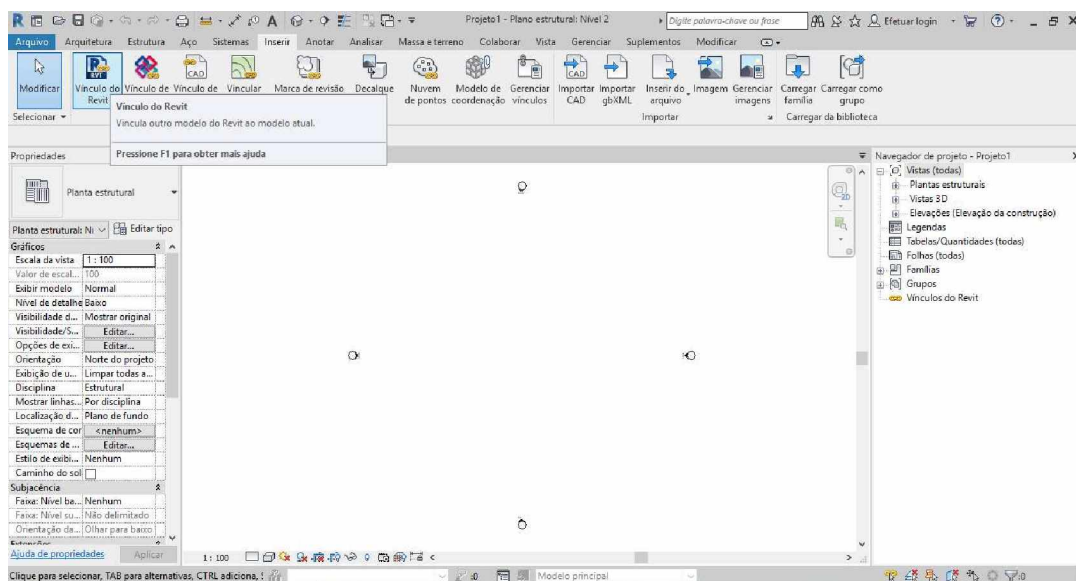 Projeto1 - Plano estrutural: Nível 2
Digite palavra-chave ou frase
Efetuar login
Arquivo Arquitetura Estrutura Aço Sistemas Inserir Anotar Analisar Massa e terreno Colaborar Vista Gerenciar Suplementos Modificar
Modificar
Vínculo do Revit
Vínculo de
Vínculo de
Vincular
Marca de revisão
Decalque
Nuvem de pontos
Modelo de coordenação
Gerenciar vínculos
Importar CAD
Importar gbXML
Inserir do arquivo
Imagem
Gerenciar imagens
Carregar família
Carregar como grupo
Selecionar
Importar
Carregar da biblioteca
Vínculo do Revit
Vincula outro modelo do Revit ao modelo atual.
Pressione F1 para obter mais ajuda
Propriedades
Planta estrutural
Planta estrutural: Ní
Editar tipo
Gráficos
Escala da vista 1 : 100
Valor de escal... 100
Exibir modelo Normal
Nível de detalhe Baixo
Visibilidade d... Mostrar original
Visibilidade/S... Editar...
Opções de exi... Editar...
Orientação Norte do projeto
Exibição de u... Limpar todas a...
Disciplina Estrutural
Mostrar linhas... Por disciplina
Localização d... Plano de fundo
Esquema de cor <nenhum>
Esquemas de ... Editar...
Estilo de exibi... Nenhum
Caminho do sol
Subjacência
Faixa: Nível ba... Nenhum
Faixa: Nível su... Não delimitado
Orientação da... Olhar para baixo
Extensões
Ajuda de propriedades
Aplicar
Navegador de projeto - Projeto1
Vistas (todas)
Plantas estruturais
Vistas 3D
Elevações (Elevação da construção)
Legendas
Tabelas/Quantidades (todas)
Folhas (todas)
Famílias
Grupos
Vínculos do Revit
1 : 100
Clique para selecionar, TAB para alternativas, CTRL adiciona, !
:0
Modelo principal
:0